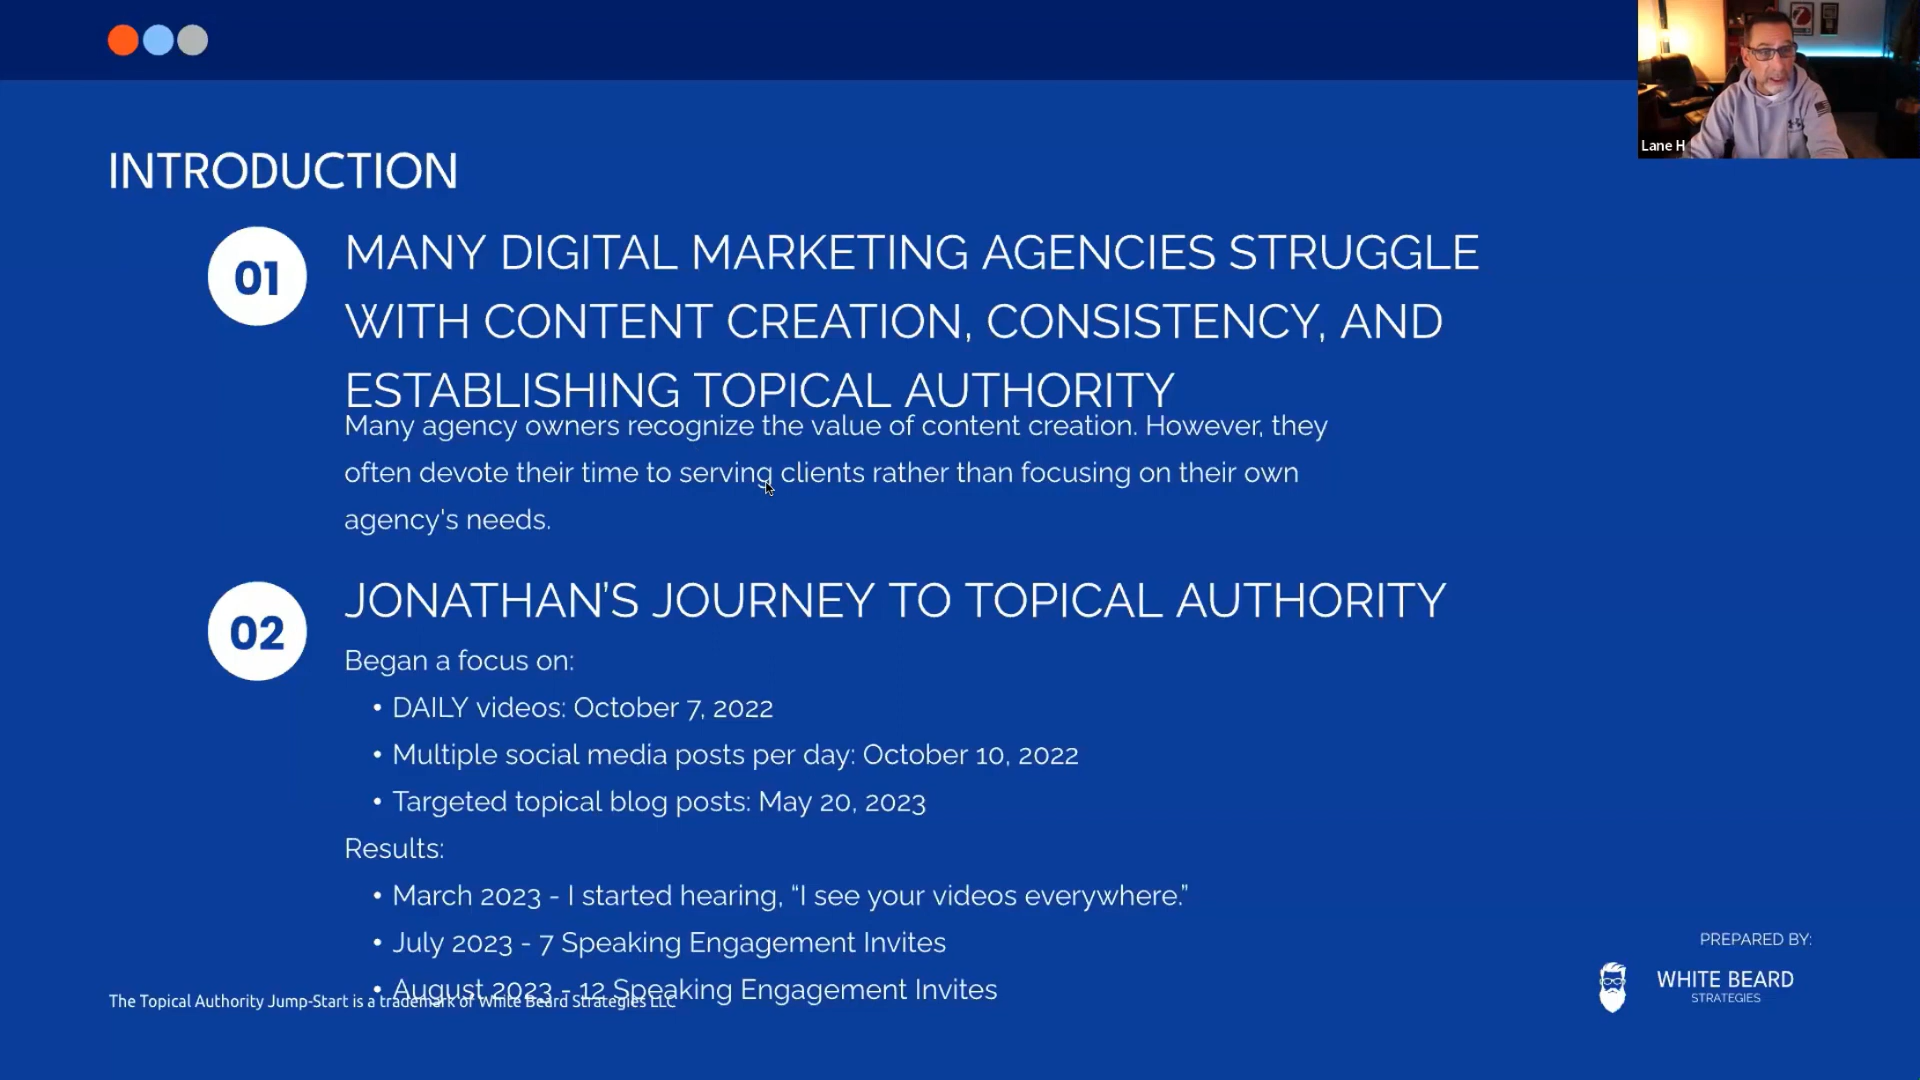 Lane H
INTRODUCTION
01
MANY DIGITAL MARKETING AGENCIES STRUGGLE
WITH CONTENT CREATION, CONSISTENCY, AND
ESTABLISHING TOPICAL AUTHORITY
Many agency owners recognize the value of content creation. However, they
often devote their time to serving clients rather than focusing on their own
agency's needs.
02
JONATHAN’S JOURNEY TO TOPICAL AUTHORITY
Began a focus on:
• DAILY videos: October 7, 2022
• Multiple social media posts per day: October 10, 2022
• Targeted topical blog posts: May 20, 2023
Results:
• March 2023 - I started hearing, “I see your videos everywhere.”
• July 2023 - 7 Speaking Engagement Invites
• August 2023 - 12 Speaking Engagement Invites
The Topical Authority Jump-Start is a trademark of White Beard Strategies LLC
PREPARED BY:
WHITE BEARD
STRATEGIES